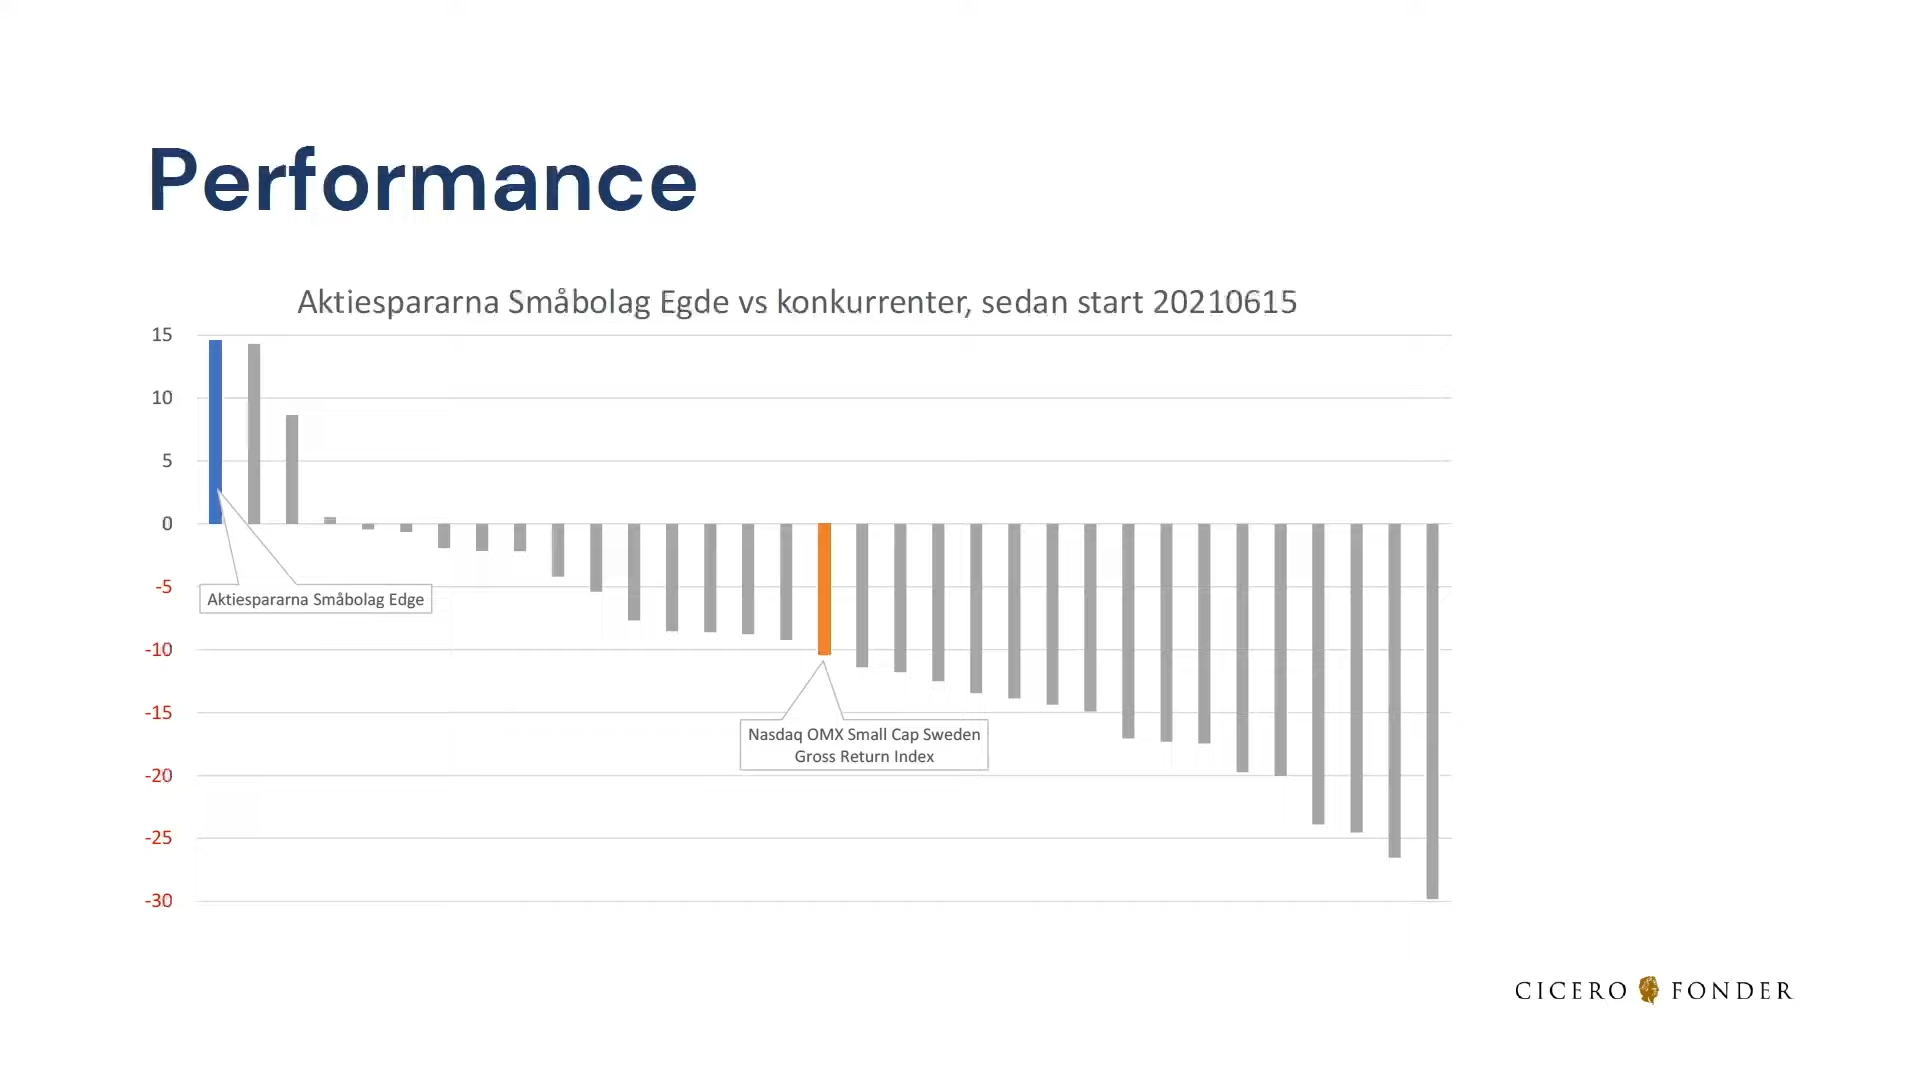 Performance
Aktiespararna Småbolag Egde vs konkurrenter, sedan start 20210615
15
10
5
0
-5
-10
-15
-20
-25
-30
Aktiespararna Småbolag Edge
Nasdaq OMX Small Cap Sweden
Gross Return Index
CICERO FONDER